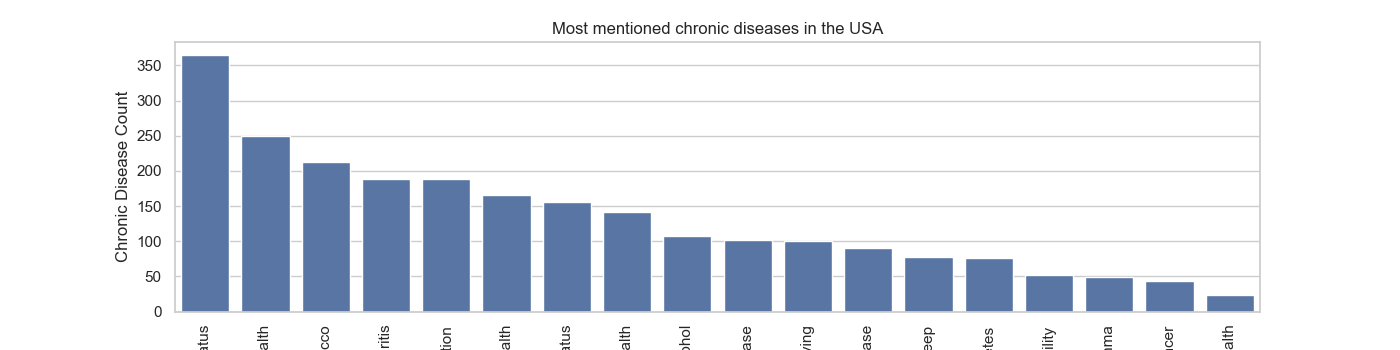 Most mentioned chronic diseases in the USA
Chronic Disease Count
350
300
250
200
150
100
50
0
atus
alth
cco
ritis
tion
alth
atus
alth
ohol
ase
ving
ase
eep
etes
ility
ma
cer
alth